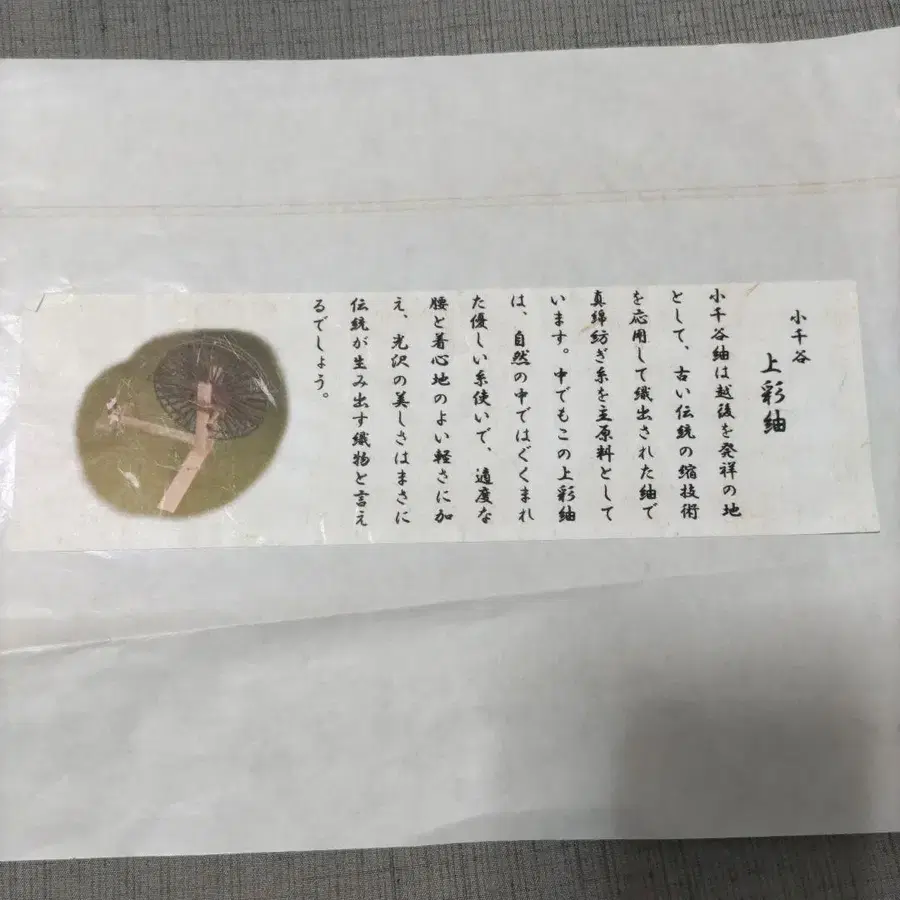 小千谷
上彩紬
小千谷紬は越後を発祥の地
として、古い伝統の縮技術
を応用して織出された紬で
真綿紡ぎ糸を主原料として
います。中でもこの上彩紬
は、自然の中ではぐくまれ
た優しい糸使いで、適度な
腰と着心地のよい軽さに加
え、光沢の美しさはまさに
伝統が生み出す織物と言え
るでしょう。